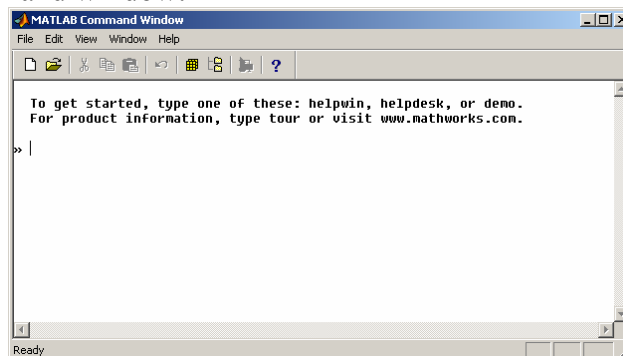 MATLAB Command Window
File Edit View Window Help
?
To get started, type one of these: helpwin, helpdesk, or demo.
For product information, type tour or visit www.mathworks.com.
»
Ready